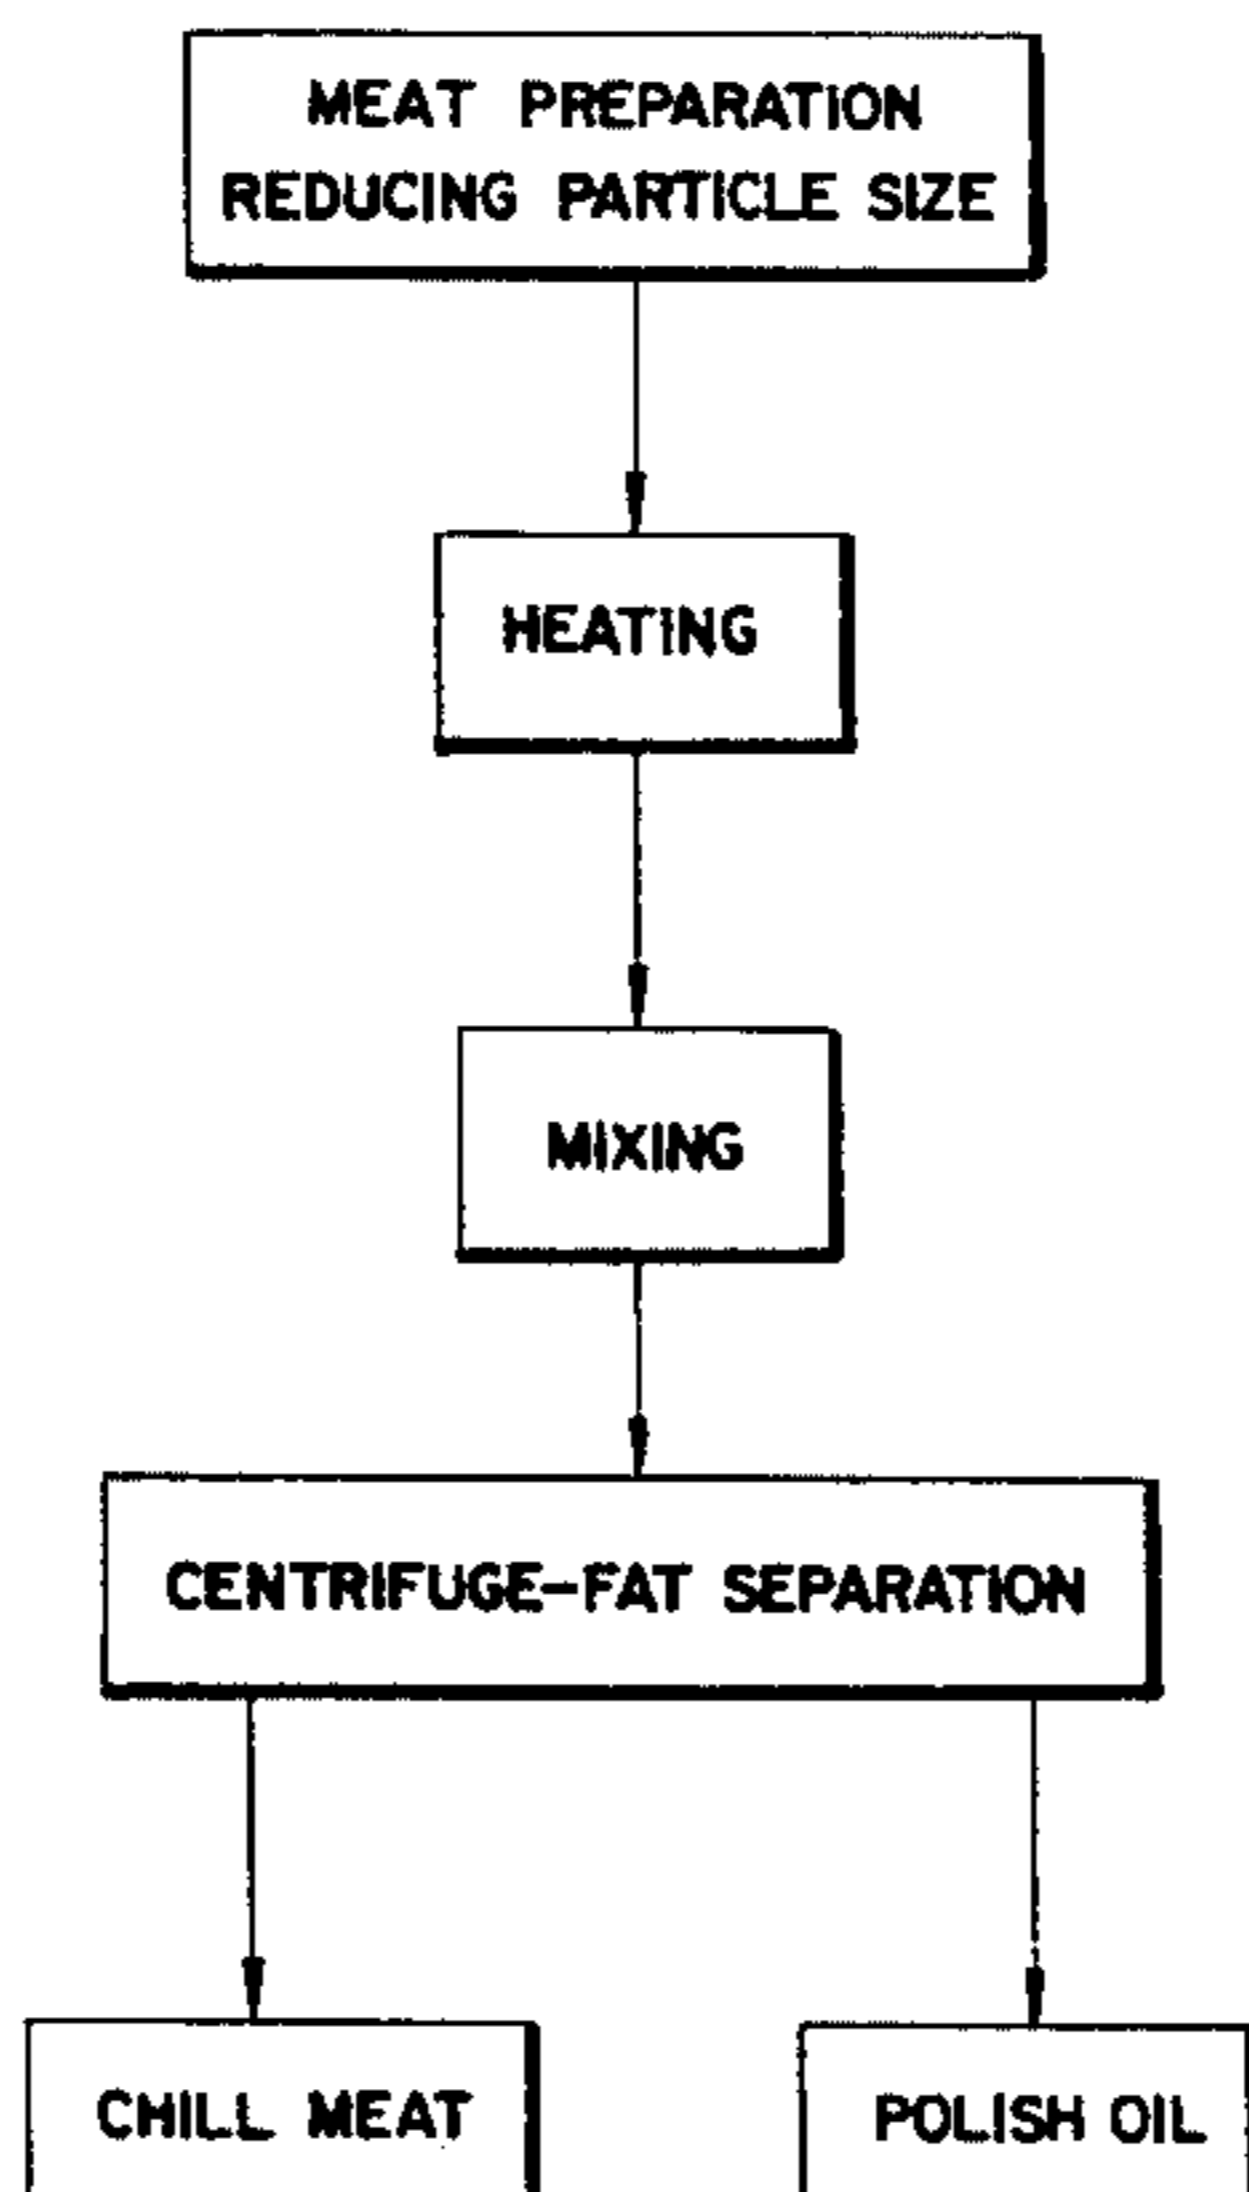 MEAT PREPARATION
REDUCING PARTICLE SIZE
HEATING
MIXING
CENTRIFUGE-FAT SEPARATION
CHILL MEAT
POLISH OIL